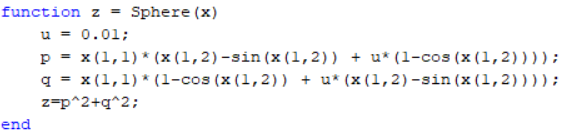 function z = Sphere(x)
u = 0.01;
p = x(1,1)*(x(1,2)-sin(x(1,2)) + u*(1-cos(x(1,2))));
q = x(1,1)*(1-cos(x(1,2)) + u*(x(1,2)-sin(x(1,2))));
z=p^2+q^2;
end